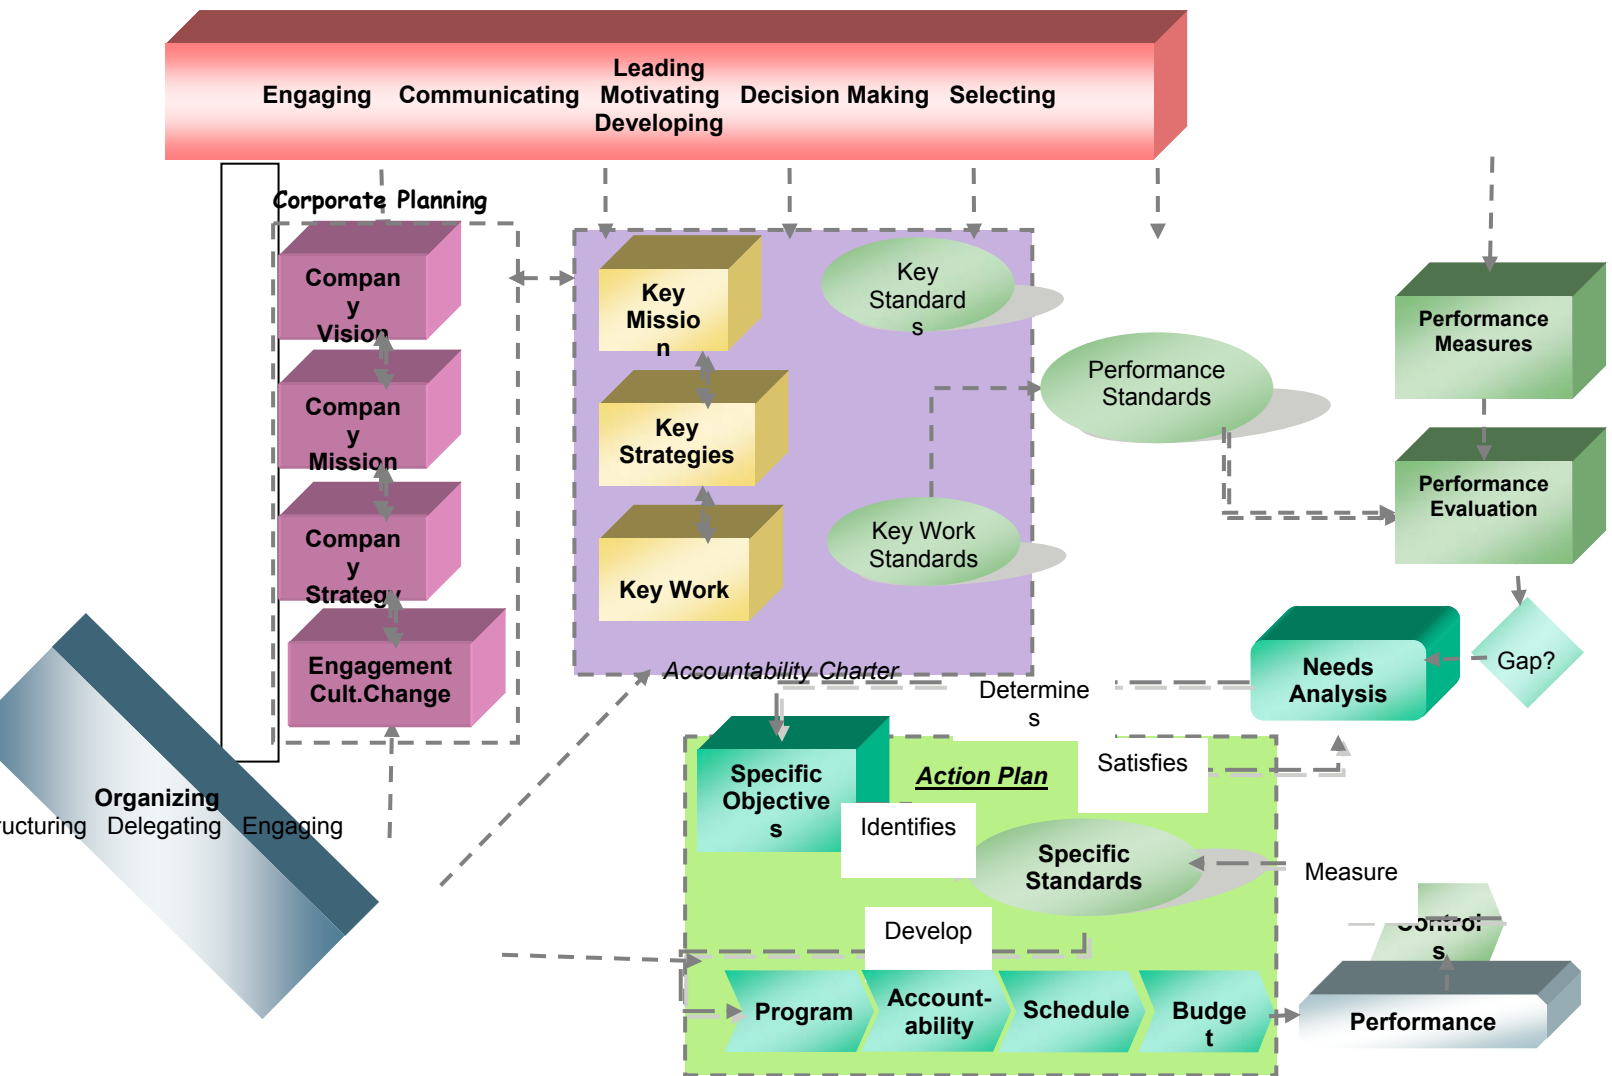 Leading
Engaging Communicating Motivating Decision Making Selecting
Developing
Corporate Planning
Compan
y
Vision
Compan
y
Mission
Compan
y
Strategy
Engagement
Cult.Change
Key
Missio
n
Key
Strategies
Key Work
Key
Standard
s
Key Work
Standards
Accountability Charter
Performance
Standards
Performance
Measures
Performance
Evaluation
Gap?
Needs
Analysis
Determine
s
Satisfies
Specific
Objective
s
Action Plan
Identifies
Specific
Standards
Measure
Develop
Control
s
Program
Account-
ability
Schedule
Budge
t
Performance
Organizing
ructuring Delegating Engaging